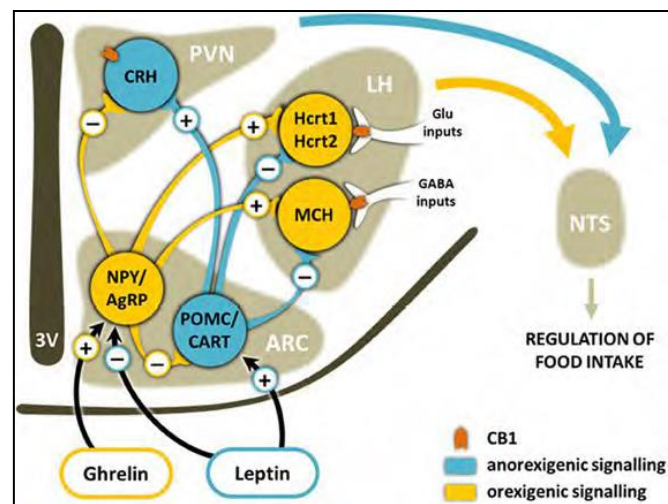 PVN
CRH
LH
Hcrt1
Hcrt2
Glu
inputs
−
+
+
−
MCH
GABA
inputs
+
−
NTS
NPY/
AgRP
POMC/
CART
ARC
3V
+
−
−
+
REGULATION OF
FOOD INTAKE
Ghrelin
Leptin
CB1
anorexigenic signalling
orexigenic signalling